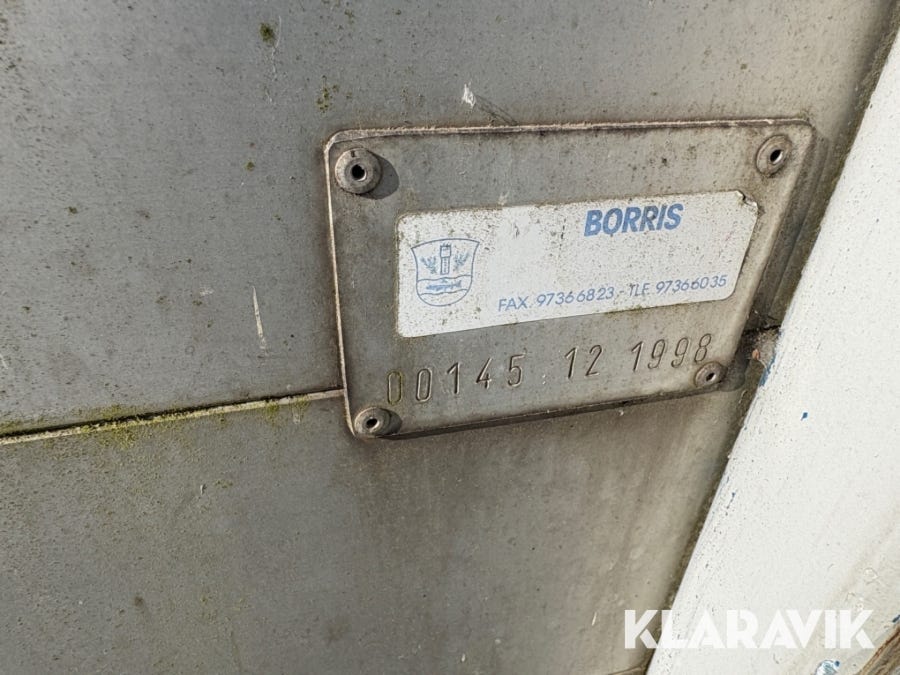 BORRIS
FAX. 97366823 - TLF. 97366035
00145 12 1998
KLARAVIK